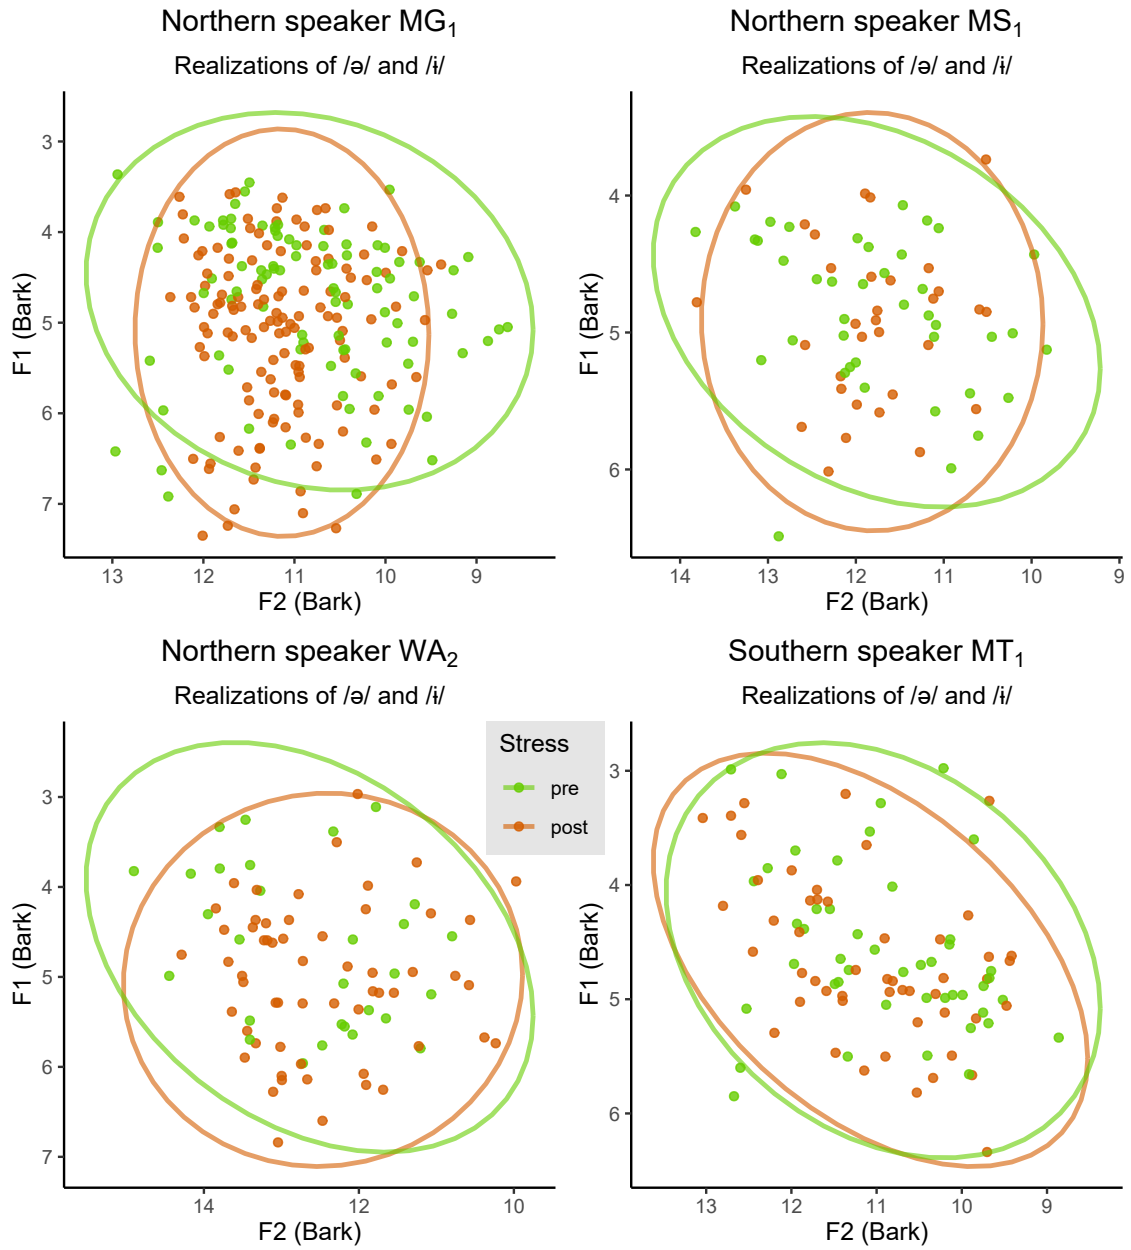 Northern speaker MG₁
Realizations of /ə/ and /ɨ/
3
4
5
6
7
F1 (Bark)
13 12 11 10 9
F2 (Bark)
Northern speaker MS₁
Realizations of /ə/ and /ɨ/
4
5
6
F1 (Bark)
14 13 12 11 10 9
F2 (Bark)
Northern speaker WA₂
Realizations of /ə/ and /ɨ/
3
4
5
6
7
F1 (Bark)
14 12 10
F2 (Bark)
Stress
pre
post
Southern speaker MT₁
Realizations of /ə/ and /ɨ/
3
4
5
6
F1 (Bark)
13 12 11 10 9
F2 (Bark)